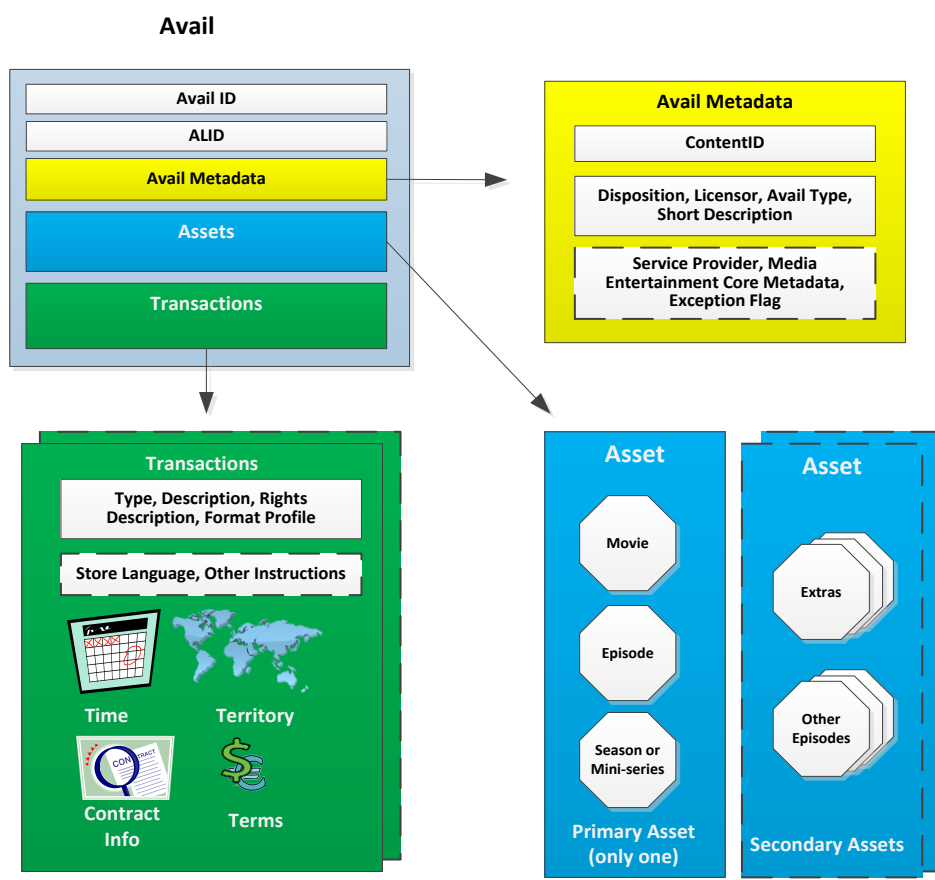 Avail
Avail ID
ALID
Avail Metadata
Assets
Transactions
Avail Metadata
ContentID
Disposition, Licensor, Avail Type,
Short Description
Service Provider, Media
Entertainment Core Metadata,
Exception Flag
Transactions
Type, Description, Rights
Description, Format Profile
Store Language, Other Instructions
Time
Territory
CONTRACT
Contract
Info
Terms
Asset
Movie
Episode
Season or
Mini-series
Primary Asset
(only one)
Asset
Extras
Other
Episodes
Secondary Assets